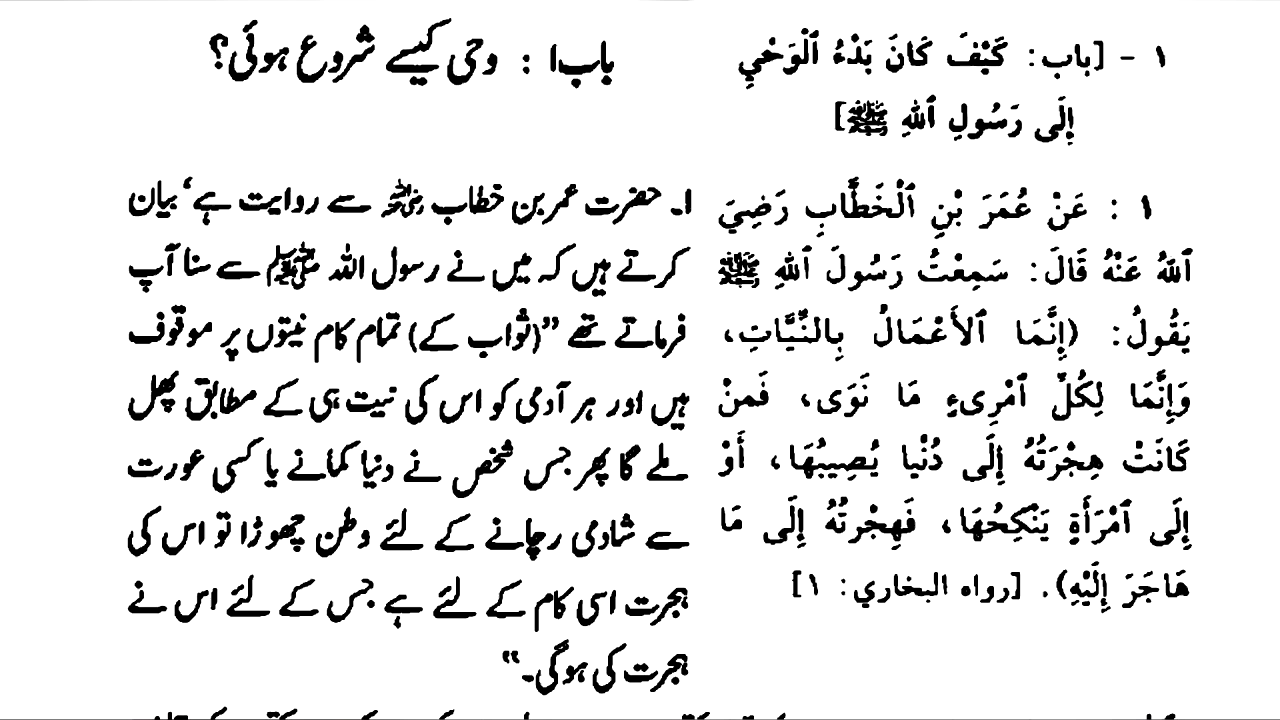 ١ - [باب: كَيْفَ كَانَ بَدْءُ ٱلْوَحْيِ
إِلَى رَسُولِ ٱللهِ ﷺ]
١ : عَنْ عُمَرَ بْنِ ٱلْخَطَّابِ رَضِيَ
ٱللهُ عَنْهُ قَالَ: سَمِعْتُ رَسُولَ ٱللهِ ﷺ
يَقُولُ: (إِنَّمَا ٱلأَعْمَالُ بِالنِّيَّاتِ،
وَإِنَّمَا لِكُلِّ ٱمْرِىءٍ مَا نَوَى، فَمنْ
كَانَتْ هِجْرَتُهُ إِلَى دُنْيا يُصِيبُهَا، أَوْ
إِلَى ٱمْرَأَةٍ يَنْكِحُهَا، فَهِجْرتُهُ إِلَى مَا
هَاجَرَ إِلَيْهِ). [رواه البخاري: ١]
باب۱ : وحی کیسے شروع ہوئی؟
۱۔ حضرت عمر بن خطاب رضی اللہ عنہ سے روایت ہے‘ بیان
کرتے ہیں کہ میں نے رسول اللہ ﷺ سے سنا آپ
فرماتے تھے ”(ثواب کے) تمام کام نیتوں پر موقوف
ہیں اور ہر آدمی کو اس کی نیت ہی کے مطابق پھل
ملے گا پھر جس شخص نے دنیا کمانے یا کسی عورت
سے شادی رچانے کے لئے وطن چھوڑا تو اس کی
ہجرت اسی کام کے لئے ہے جس کے لئے اس نے
ہجرت کی ہوگی۔“